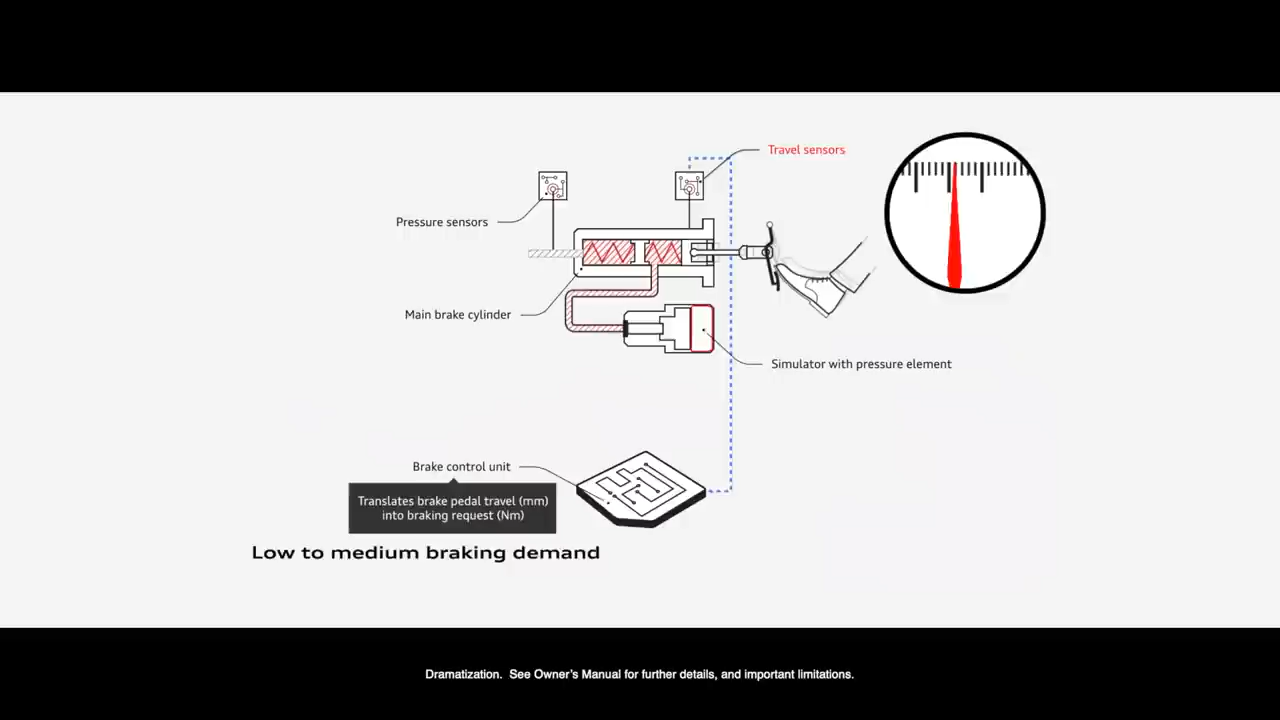 Travel sensors
Pressure sensors
Main brake cylinder
Simulator with pressure element
Brake control unit
Translates brake pedal travel (mm)
into braking request (Nm)
Low to medium braking demand
Dramatization.  See Owner's Manual for further details, and important limitations.